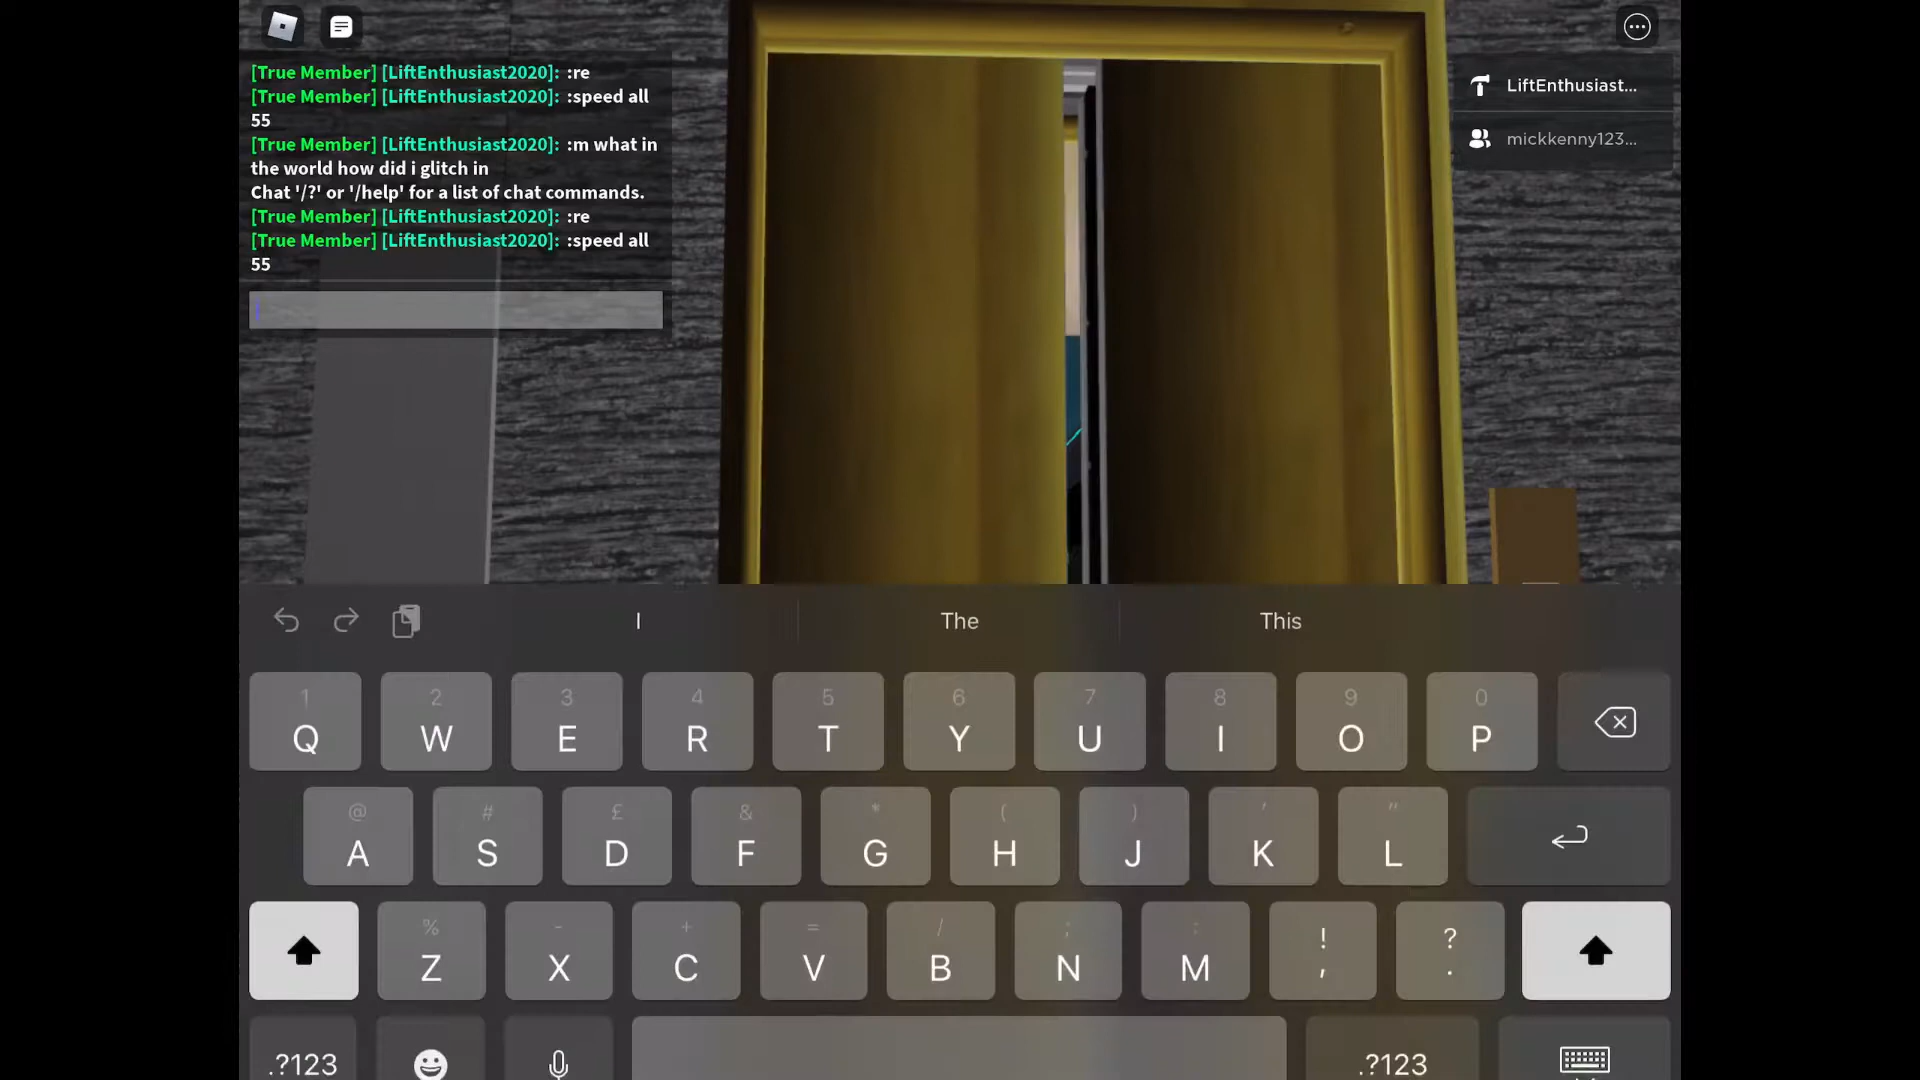 [True Member] [LiftEnthusiast2020]: :re
[True Member] [LiftEnthusiast2020]: :speed all
55
[True Member] [LiftEnthusiast2020]: :m what in
the world how did i glitch in
Chat '/?' or '/help' for a list of chat commands.
[True Member] [LiftEnthusiast2020]: :re
[True Member] [LiftEnthusiast2020]: :speed all
55
LiftEnthusiast...
mickkenny123...
I The This
1 2 3 4 5 6 7 8 9 0
Q W E R T Y U I O P
@ # £ & * ( ) ' "
A S D F G H J K L
% - + = / ; : ! ?
Z X C V B N M , .
.?123 .?123